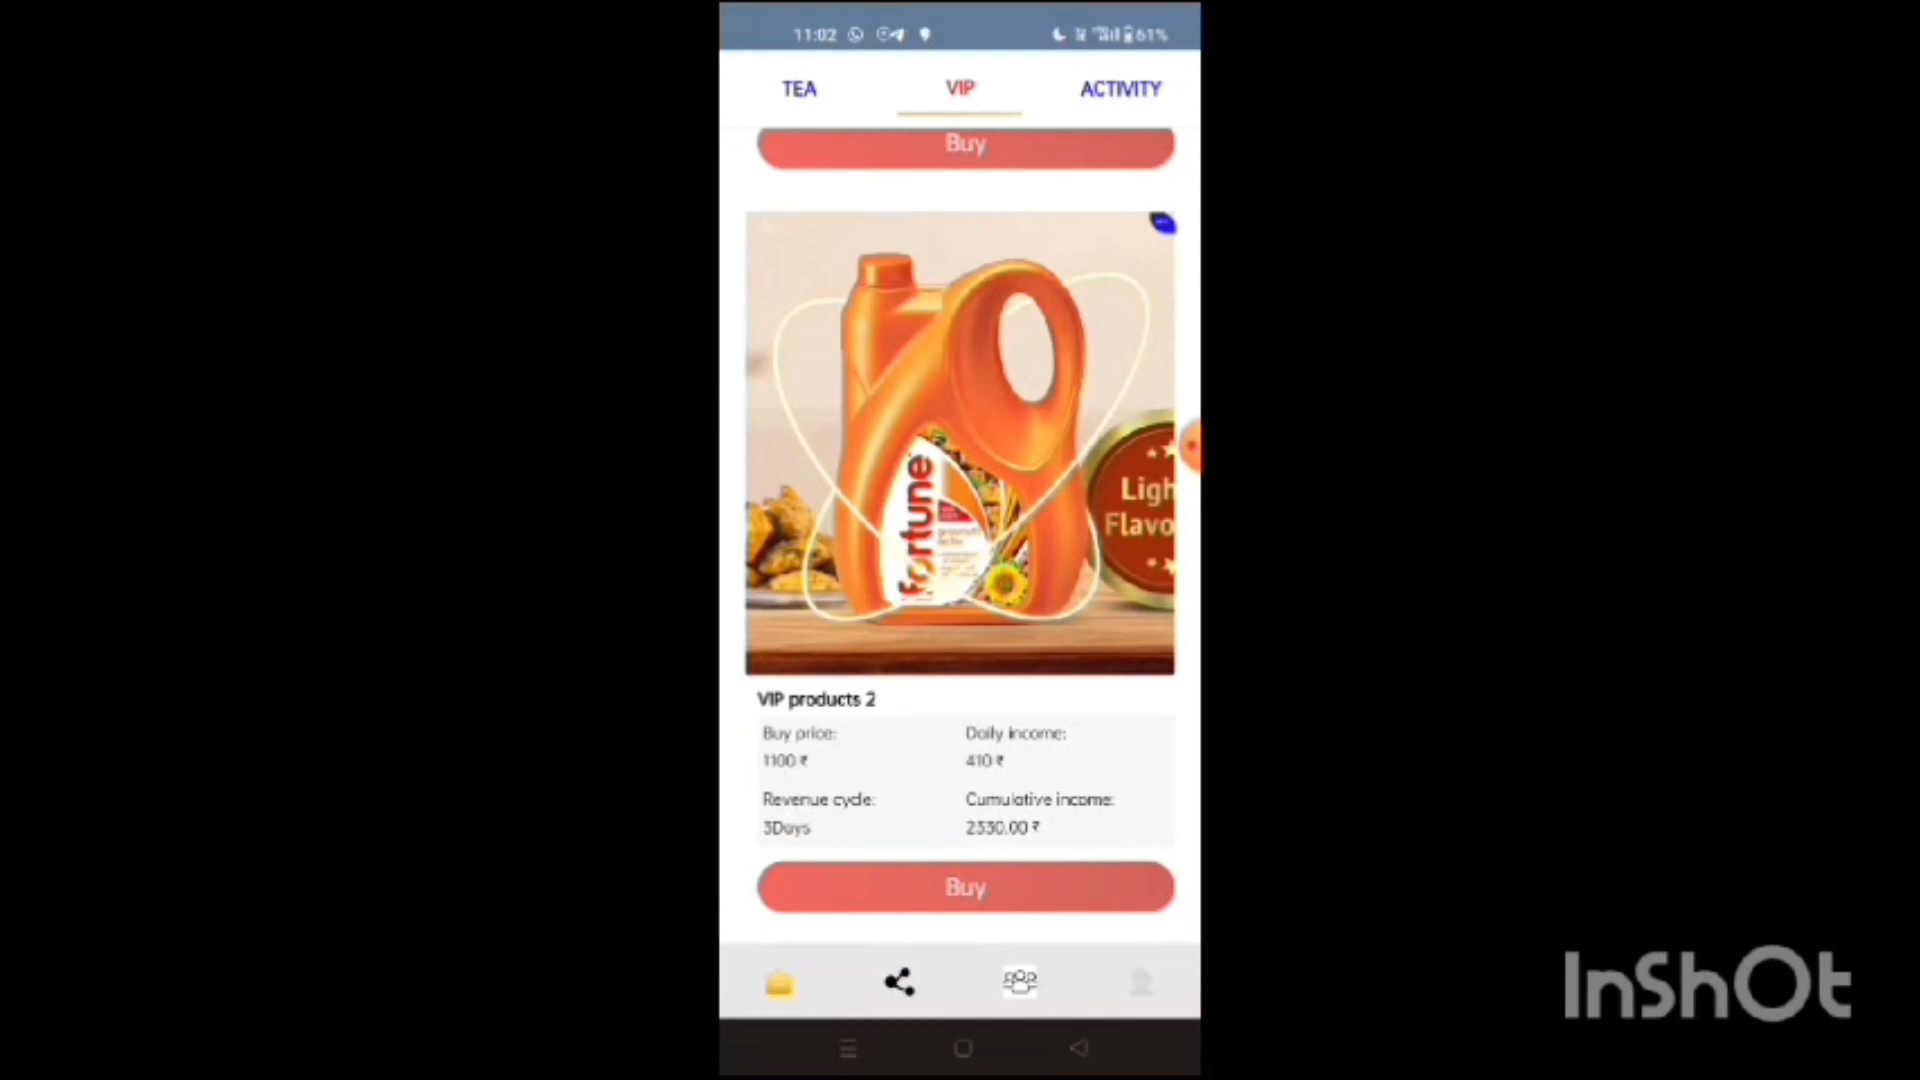 11:02
61%
TEA VIP ACTIVITY
Buy
fortune
Ligh
Flavo
VIP products 2
Buy price: Daily income:
1100 ₹ 410 ₹
Revenue cycle: Cumulative income:
3Days 2330.00 ₹
Buy
InShOt